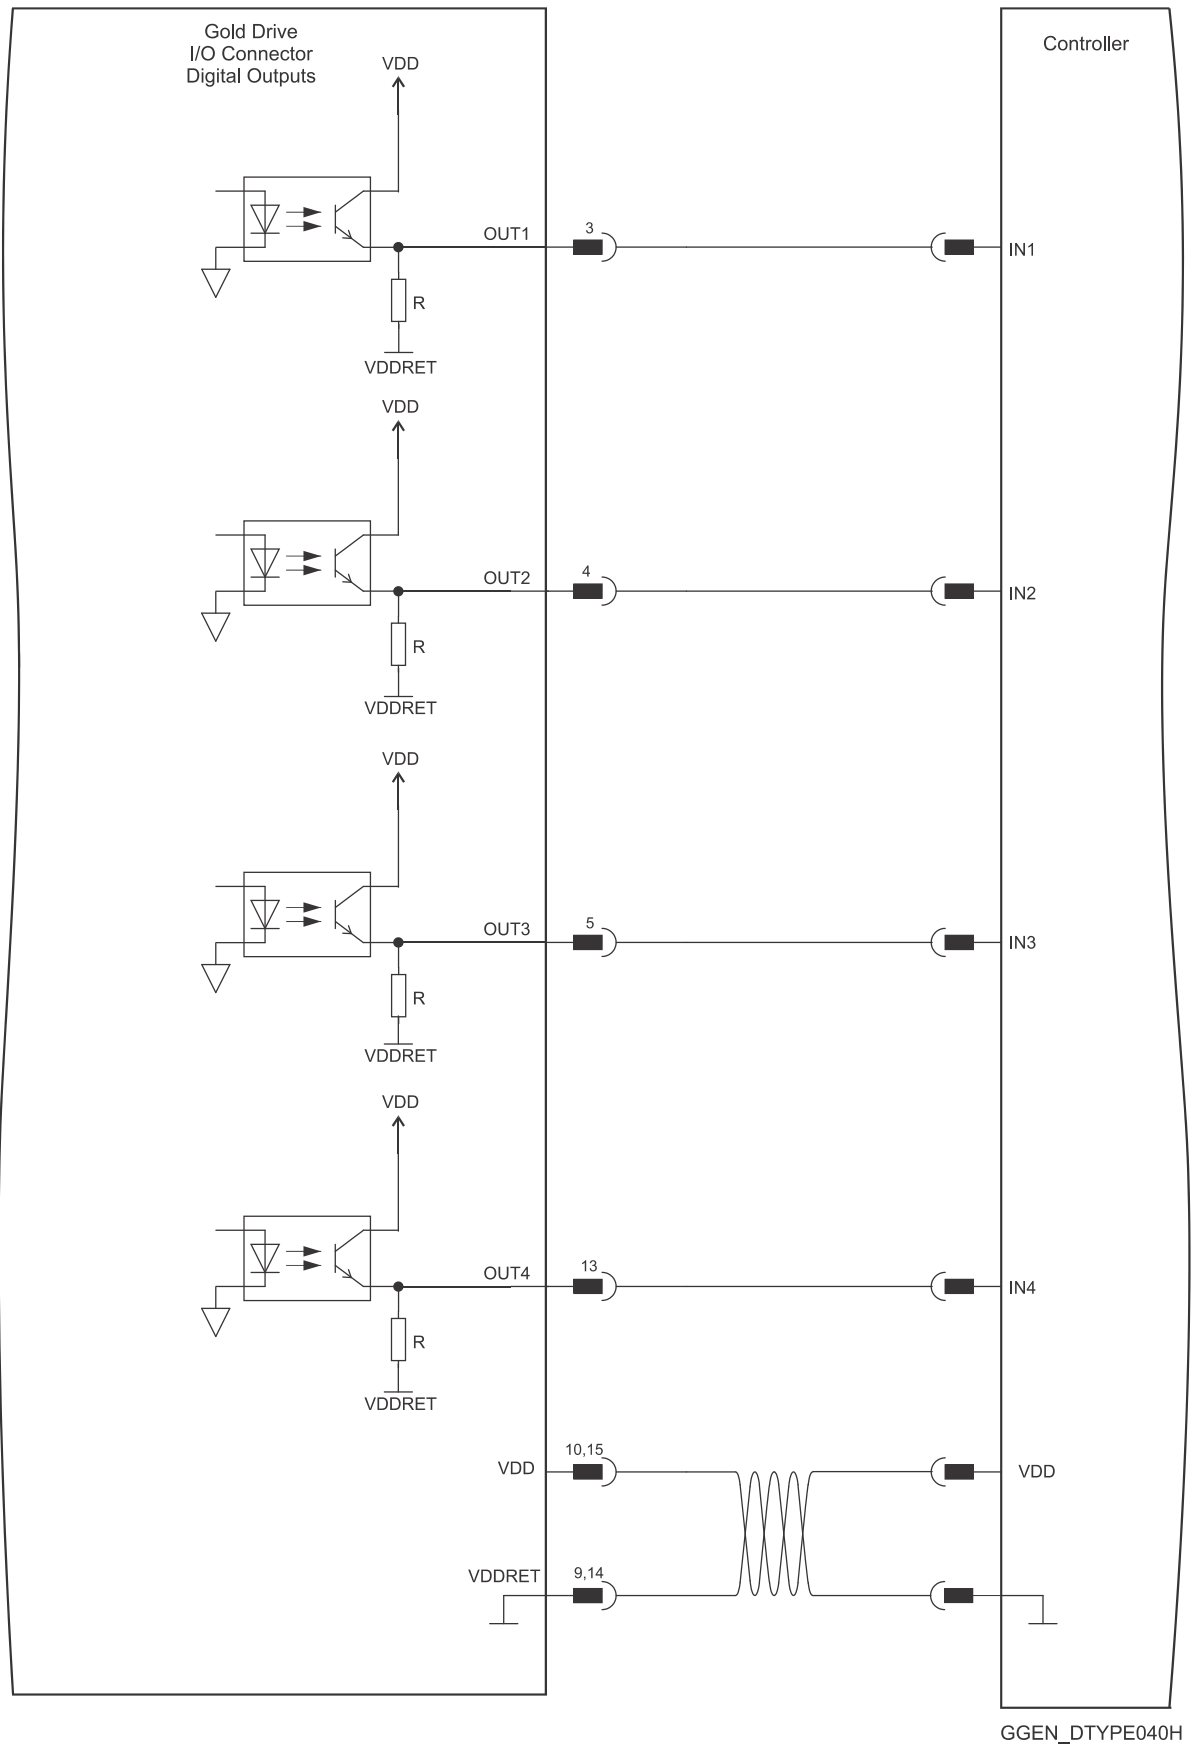 Gold Drive
I/O Connector
Digital Outputs
Controller
VDD
OUT1
3
IN1
R
VDDRET
VDD
OUT2
4
IN2
R
VDDRET
VDD
OUT3
5
IN3
R
VDDRET
VDD
OUT4
13
IN4
R
VDDRET
VDD
10,15
VDD
VDDRET
9,14
GGEN_DTYPE040H